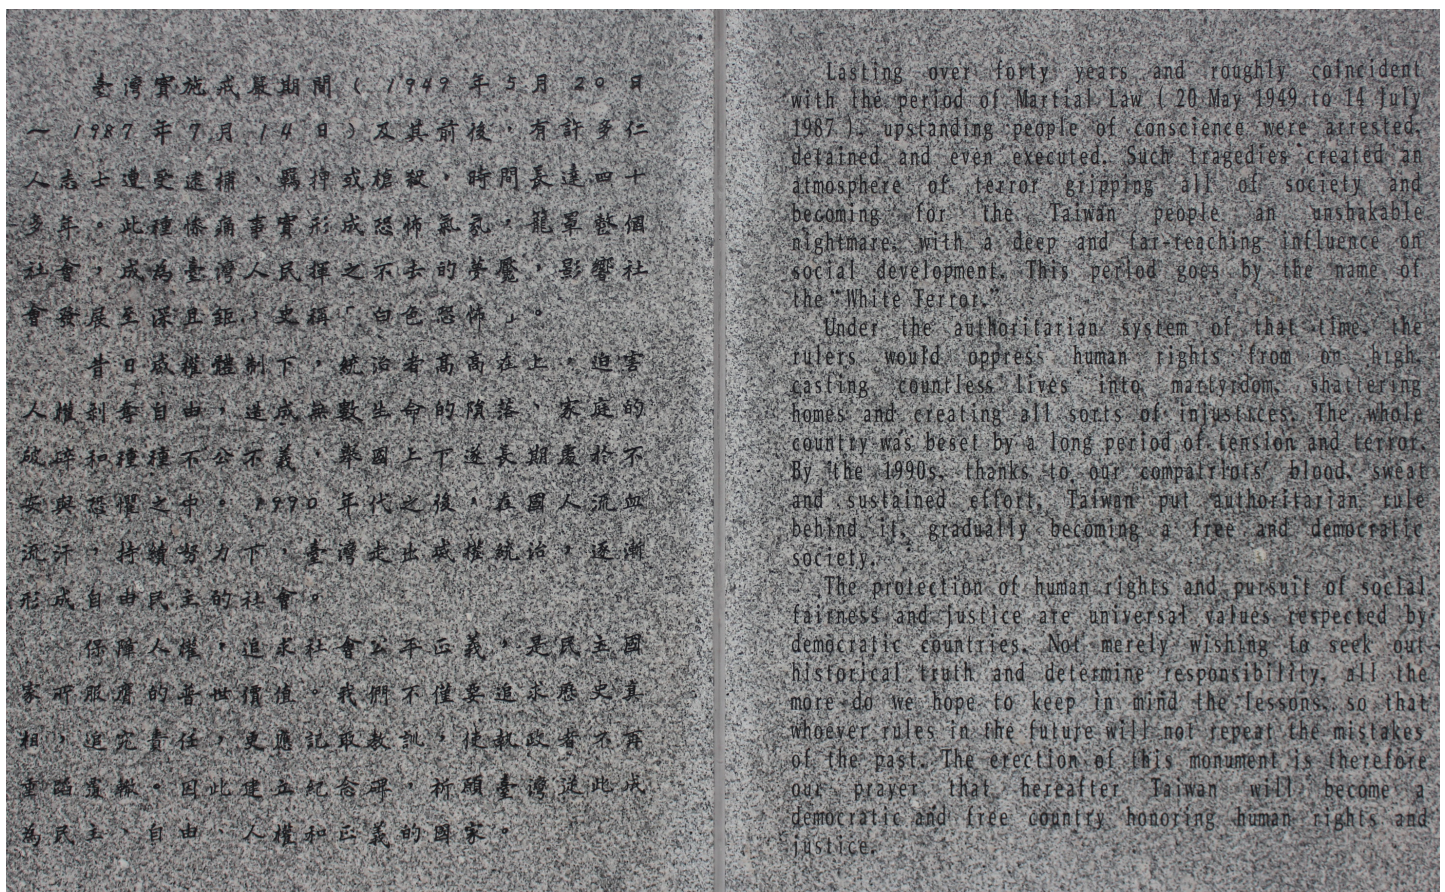 臺灣實施戒嚴期間(1949年5月20日
~1987年7月14日)及其前後,有許多仁
人志士遭受逮捕、羈押或槍殺,時間長達四十
多年。此種慘痛事實形成恐怖氣氛,籠罩整個
社會,成為臺灣人民揮之不去的夢魘,影響社
會發展至深且鉅,史稱「白色恐怖」。
昔日威權體制下,統治者高高在上,迫害
人權剝奪自由,造成無數生命的隕落、家庭的
破碎和種種不公不義,舉國上下遂長期處於不
安與恐懼之中。1990年代之後,在國人流血
流汗,持續努力下,臺灣走出威權統治,逐漸
形成自由民主的社會。
保障人權,追求社會公平正義,是民主國
家所服膺的普世價值。我們不僅要追求歷史真
相,追究責任,更應記取教訓,使執政者不再
重蹈覆轍。因此建立紀念碑,祈願臺灣從此成
為民主、自由、人權和正義的國家。
Lasting over forty years and roughly coincident
with the period of Martial Law ( 20 May 1949 to 14 July
1987 ), upstanding people of conscience were arrested,
detained and even executed. Such tragedies created an
atmosphere of terror gripping all of society and
becoming for the Taiwan people an unshakable
nightmare, with a deep and far-reaching influence on
social development. This period goes by the name of
the "White Terror."
Under the authoritarian system of that time, the
rulers would oppress human rights from on high,
casting countless lives into martyrdom, shattering
homes and creating all sorts of injustices. The whole
country was beset by a long period of tension and terror.
By the 1990s, thanks to our compatriots' blood, sweat
and sustained effort, Taiwan put authoritarian rule
behind it, gradually becoming a free and democratic
society.
The protection of human rights and pursuit of social
fairness and justice are universal values respected by
democratic countries. Not merely wishing to seek out
historical truth and determine responsibility, all the
more do we hope to keep in mind the lessons, so that
whoever rules in the future will not repeat the mistakes
of the past. The erection of this monument is therefore
our prayer that hereafter Taiwan will become a
democratic and free country honoring human rights and
justice.